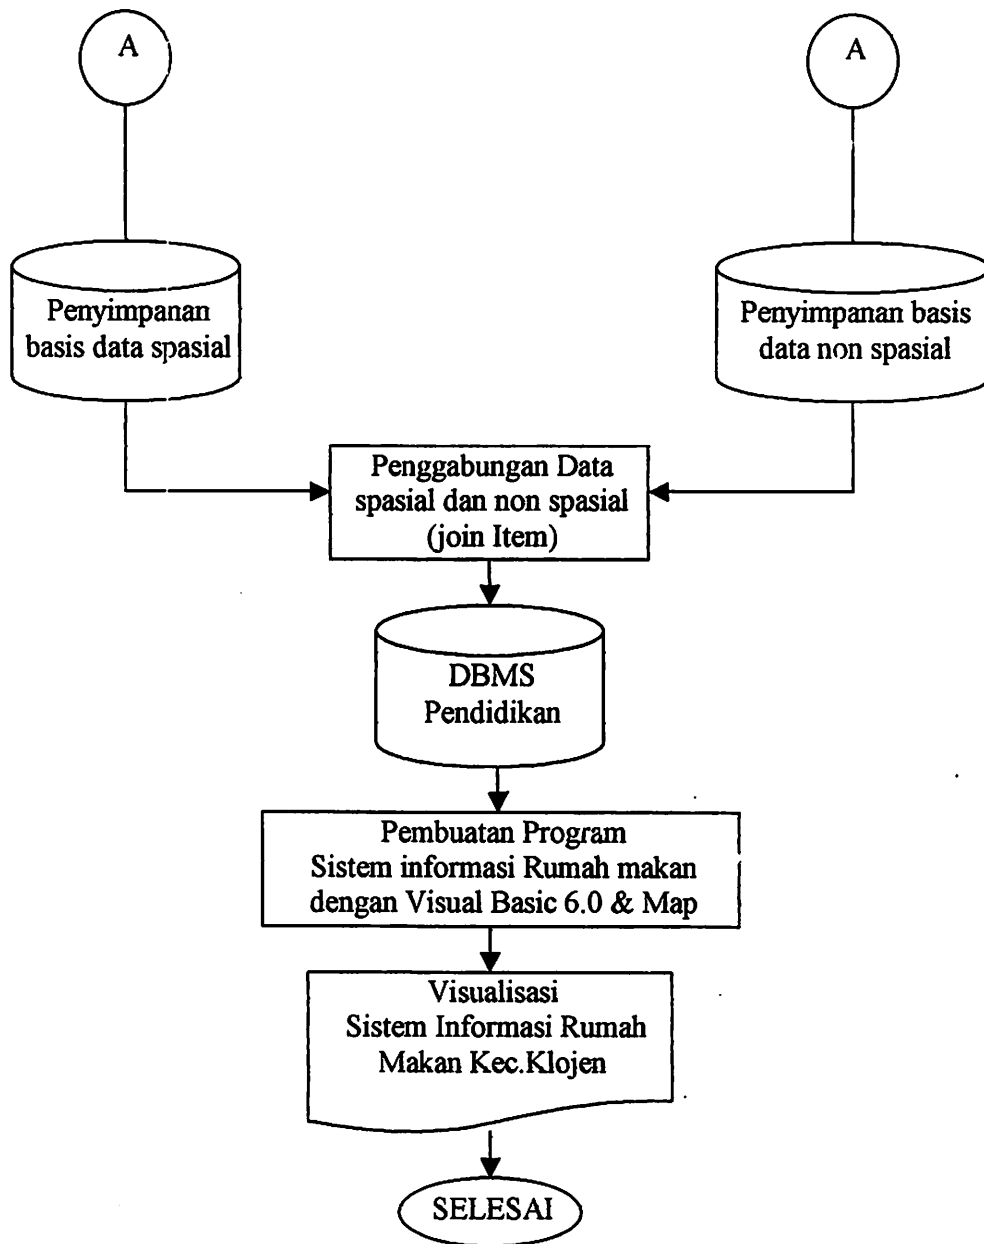 A
A
Penyimpanan
basis data spasial
Penyimpanan basis
data non spasial
Penggabungan Data
spasial dan non spasial
(join Item)
DBMS
Pendidikan
Pembuatan Program
Sistem informasi Rumah makan
dengan Visual Basic 6.0 & Map
Visualisasi
Sistem Informasi Rumah
Makan Kec.Klojen
SELESAI